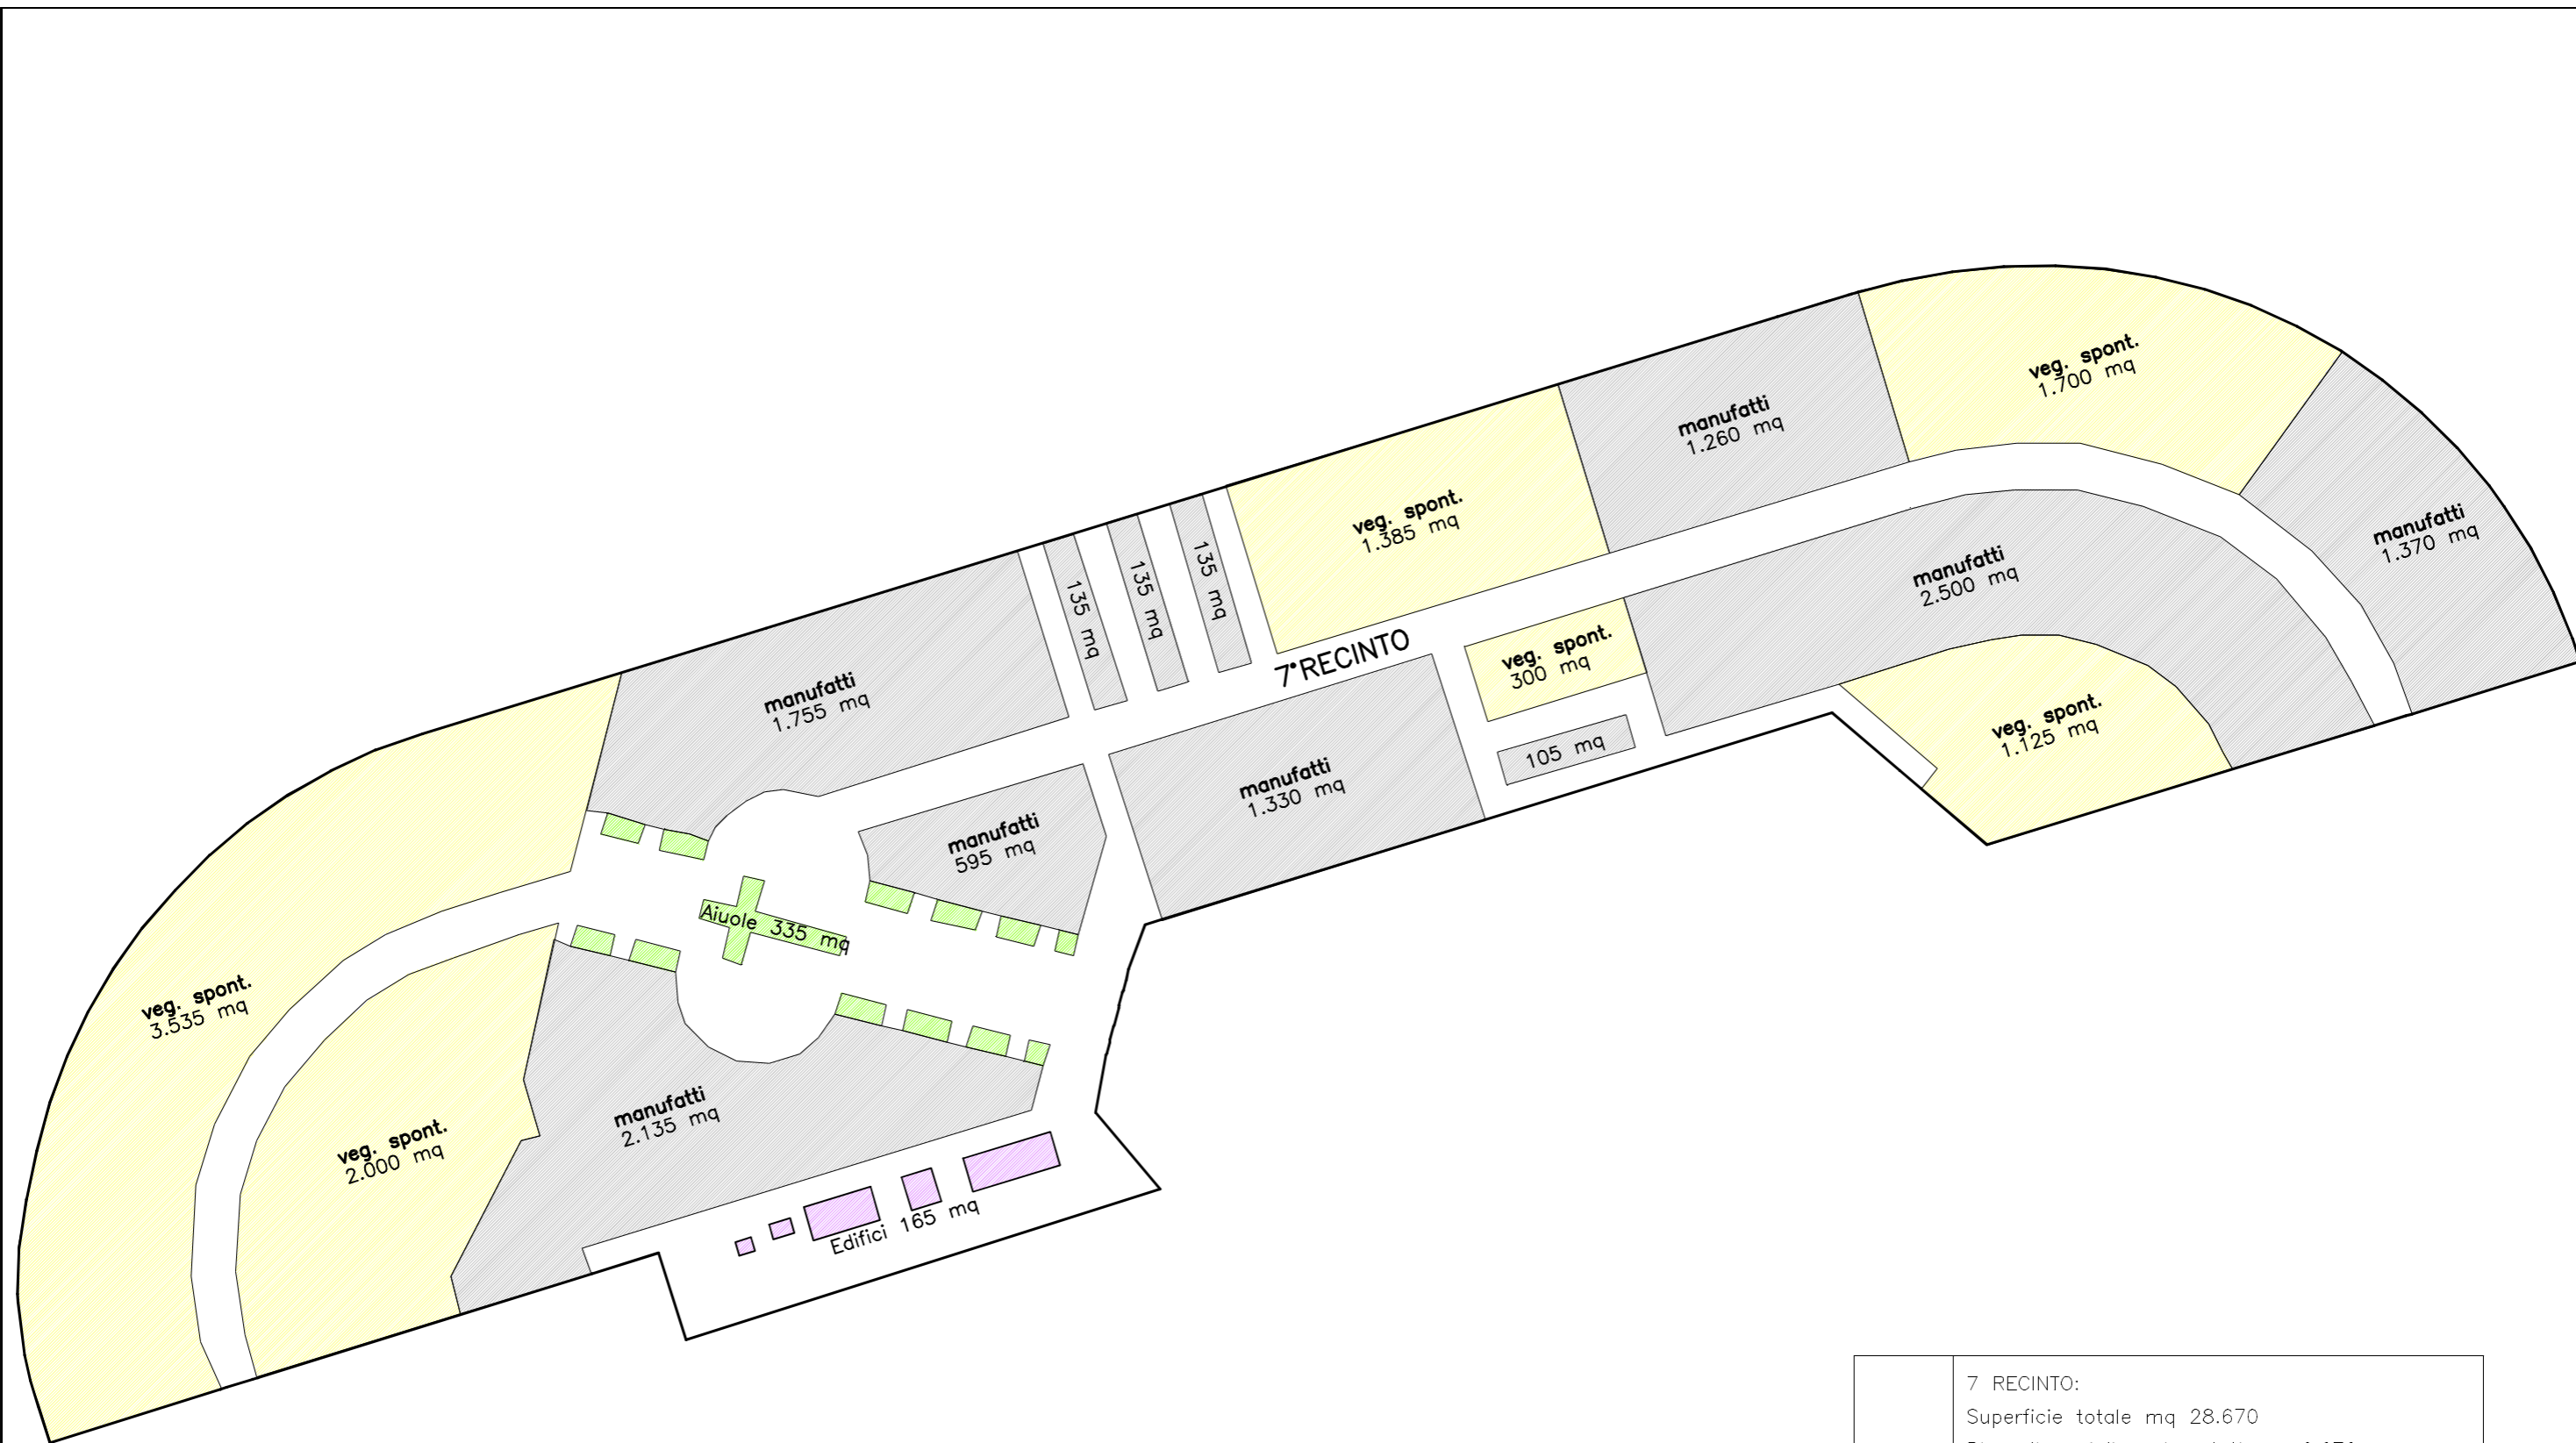 veg. spont.
1.700 mq
manufatti
1.260 mq
veg. spont.
1.385 mq
manufatti
1.370 mq
manufatti
2.500 mq
135 mq
135 mq
135 mq
7°RECINTO
veg. spont.
300 mq
manufatti
1.755 mq
veg. spont.
1.125 mq
105 mq
manufatti
1.330 mq
manufatti
595 mq
Aiuole 335 mq
veg. spont.
3.535 mq
manufatti
2.135 mq
veg. spont.
2.000 mq
Edifici 165 mq
7 RECINTO:
Superficie totale mq 28.670